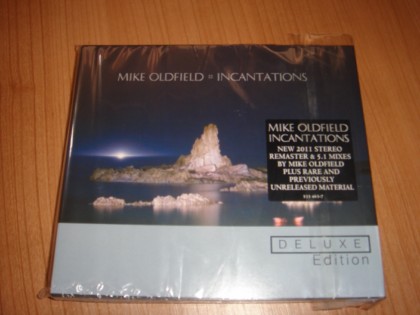 MIKE OLDFIELD INCANTATIONS
MIKE OLDFIELD
INCANTATIONS
NEW 2011 STEREO
REMASTER & 5.1 MIXES
BY MIKE OLDFIELD
PLUS RARE AND
PREVIOUSLY
UNRELEASED MATERIAL
DELUXE
Edition